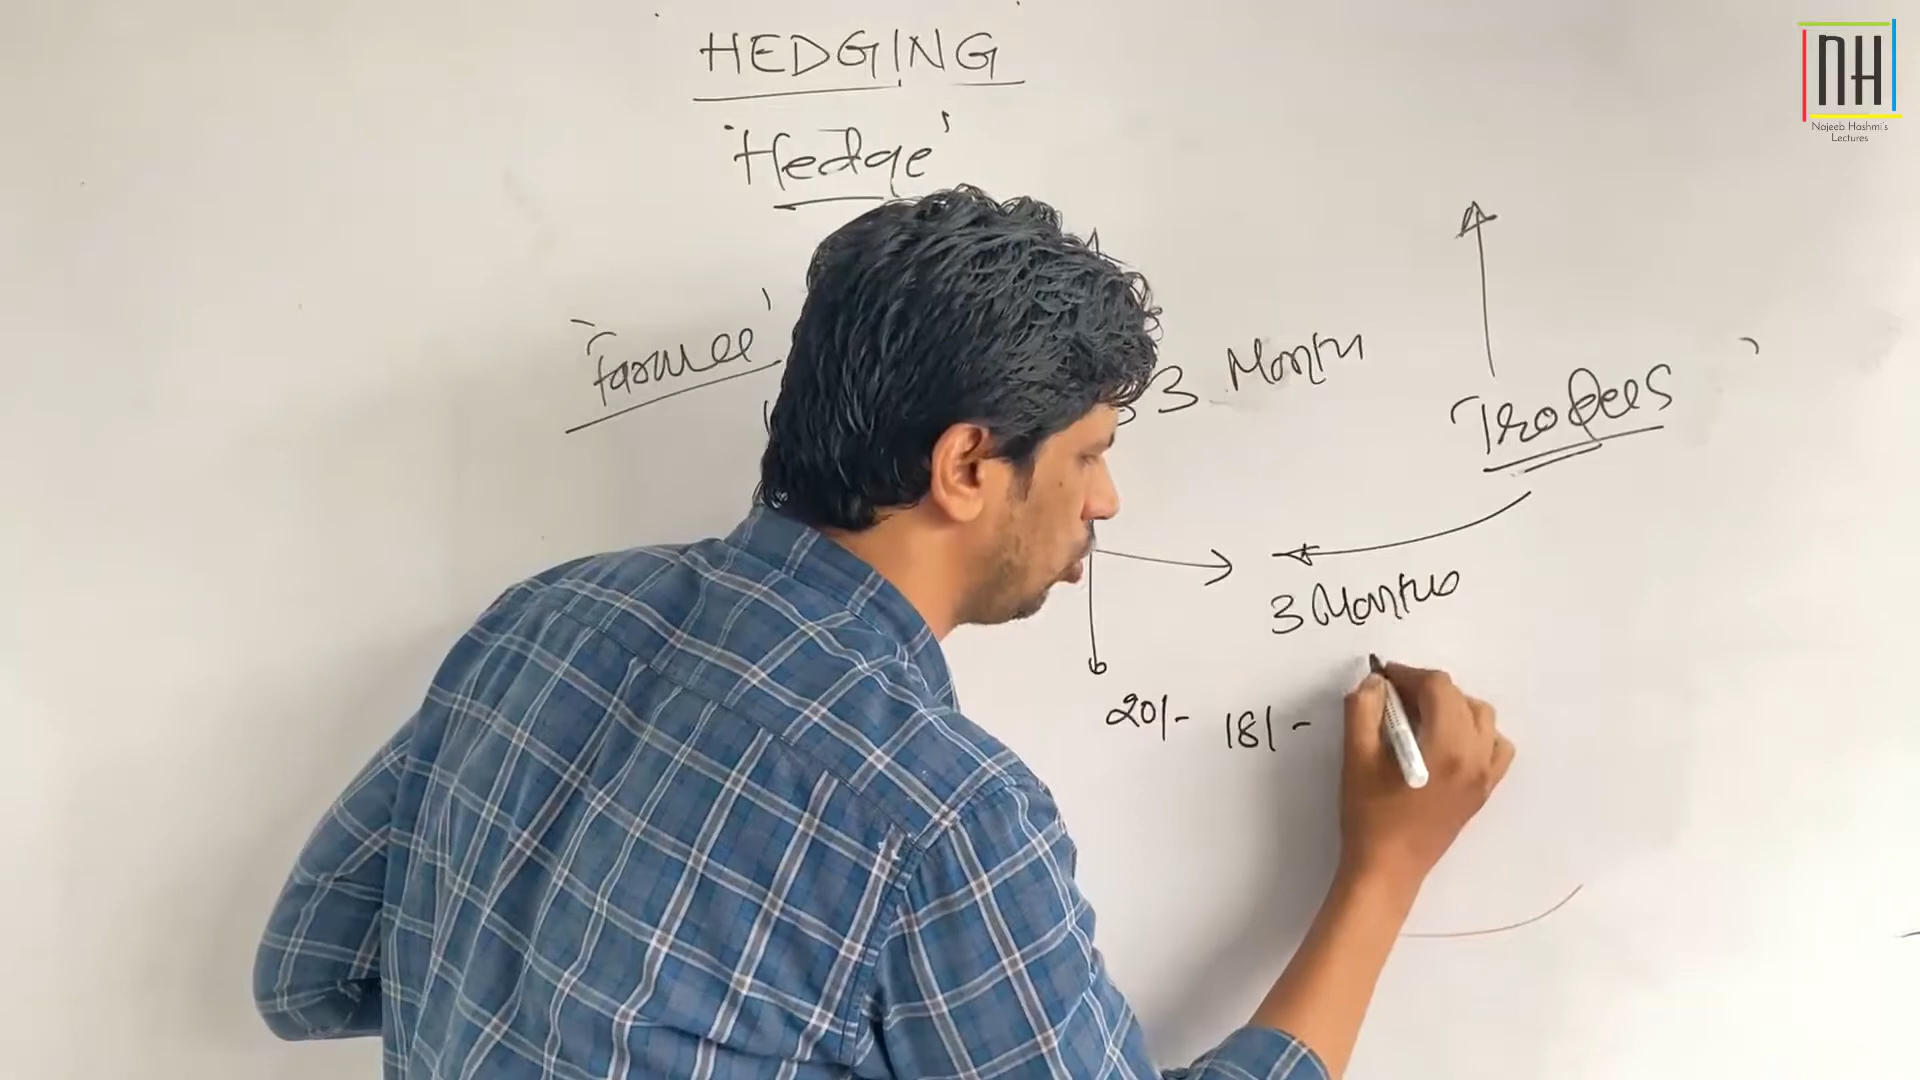 HEDGING
'Hedge'
'Farmer'
3 Month
'Traders'
3 Months
20/- 18/-
NH
Najeeb Hashmi's
Lectures